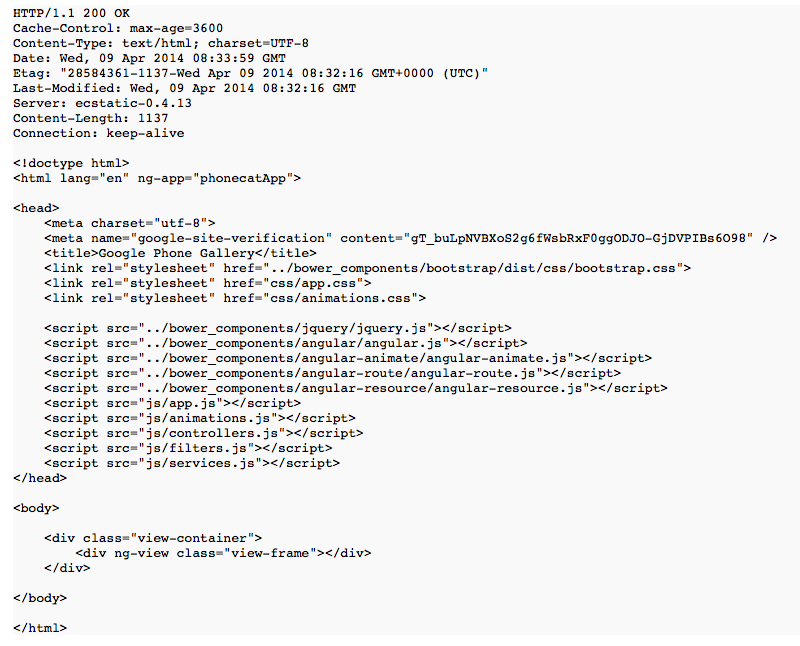 HTTP/1.1 200 OK
Cache-Control: max-age=3600
Content-Type: text/html; charset=UTF-8
Date: Wed, 09 Apr 2014 08:33:59 GMT
Etag: "28584361-1137-Wed Apr 09 2014 08:32:16 GMT+0000 (UTC)"
Last-Modified: Wed, 09 Apr 2014 08:32:16 GMT
Server: ecstatic-0.4.13
Content-Length: 1137
Connection: keep-alive

<!doctype html>
<html lang="en" ng-app="phonecatApp">

<head>
    <meta charset="utf-8">
    <meta name="google-site-verification" content="gT_buLpNVBXoS2g6fWsbRxF0ggODJO-GjDVPIBs6O98" />
    <title>Google Phone Gallery</title>
    <link rel="stylesheet" href="../bower_components/bootstrap/dist/css/bootstrap.css">
    <link rel="stylesheet" href="css/app.css">
    <link rel="stylesheet" href="css/animations.css">

    <script src="../bower_components/jquery/jquery.js"></script>
    <script src="../bower_components/angular/angular.js"></script>
    <script src="../bower_components/angular-animate/angular-animate.js"></script>
    <script src="../bower_components/angular-route/angular-route.js"></script>
    <script src="../bower_components/angular-resource/angular-resource.js"></script>
    <script src="js/app.js"></script>
    <script src="js/animations.js"></script>
    <script src="js/controllers.js"></script>
    <script src="js/filters.js"></script>
    <script src="js/services.js"></script>
</head>

<body>

    <div class="view-container">
        <div ng-view class="view-frame"></div>
    </div>

</body>

</html>